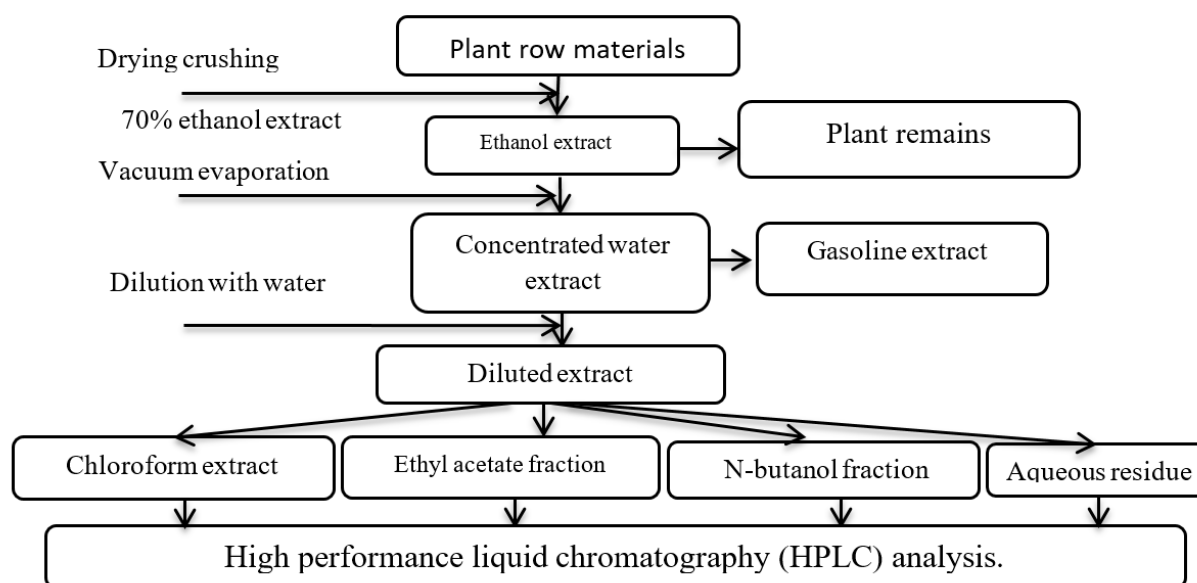 Plant row materials
Drying crushing
70% ethanol extract
Ethanol extract
Plant remains
Vacuum evaporation
Concentrated water
extract
Gasoline extract
Dilution with water
Diluted extract
Chloroform extract
Ethyl acetate fraction
N-butanol fraction
Aqueous residue
High performance liquid chromatography (HPLC) analysis.